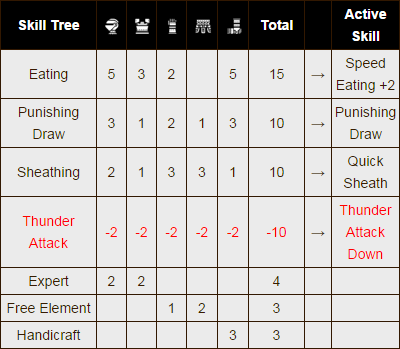 Skill Tree Total Active Skill
Eating 5 3 2 5 15 → Speed Eating +2
Punishing Draw 3 1 2 1 3 10 → Punishing Draw
Sheathing 2 1 3 3 1 10 → Quick Sheath
Thunder Attack -2 -2 -2 -2 -2 -10 → Thunder Attack Down
Expert 2 2 4
Free Element 1 2 3
Handicraft 3 3